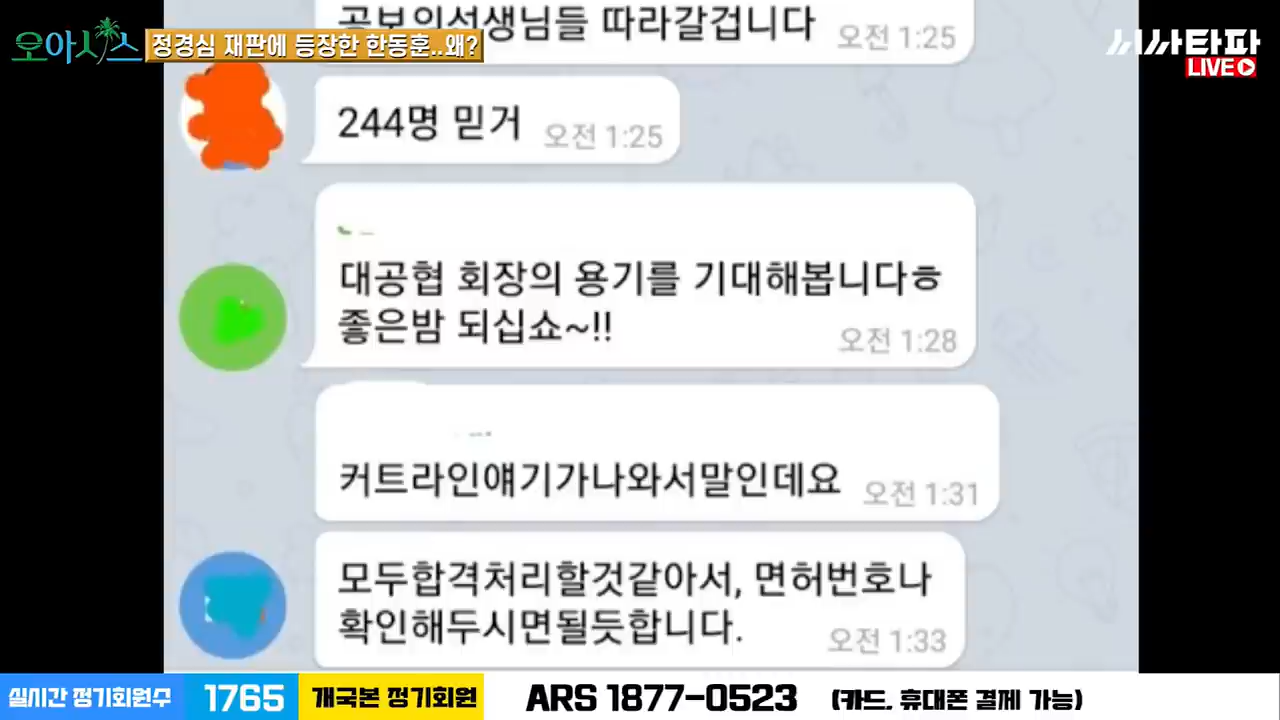 오아시스
정경심 재판에 등장한 한동훈..왜?
씨사타파
LIVE
공보의선생님들 따라갈겁니다
오전 1:25
244명 믿거
오전 1:25
대공협 회장의 용기를 기대해봅니다ㅎ
좋은밤 되십쇼~!!
오전 1:28
커트라인얘기가나와서말인데요
오전 1:31
모두합격처리할것같아서, 면허번호나
확인해두시면될듯합니다.
오전 1:33
실시간 정기회원수
1765
개국본 정기회원
ARS 1877-0523
(카드, 휴대폰 결제 가능)